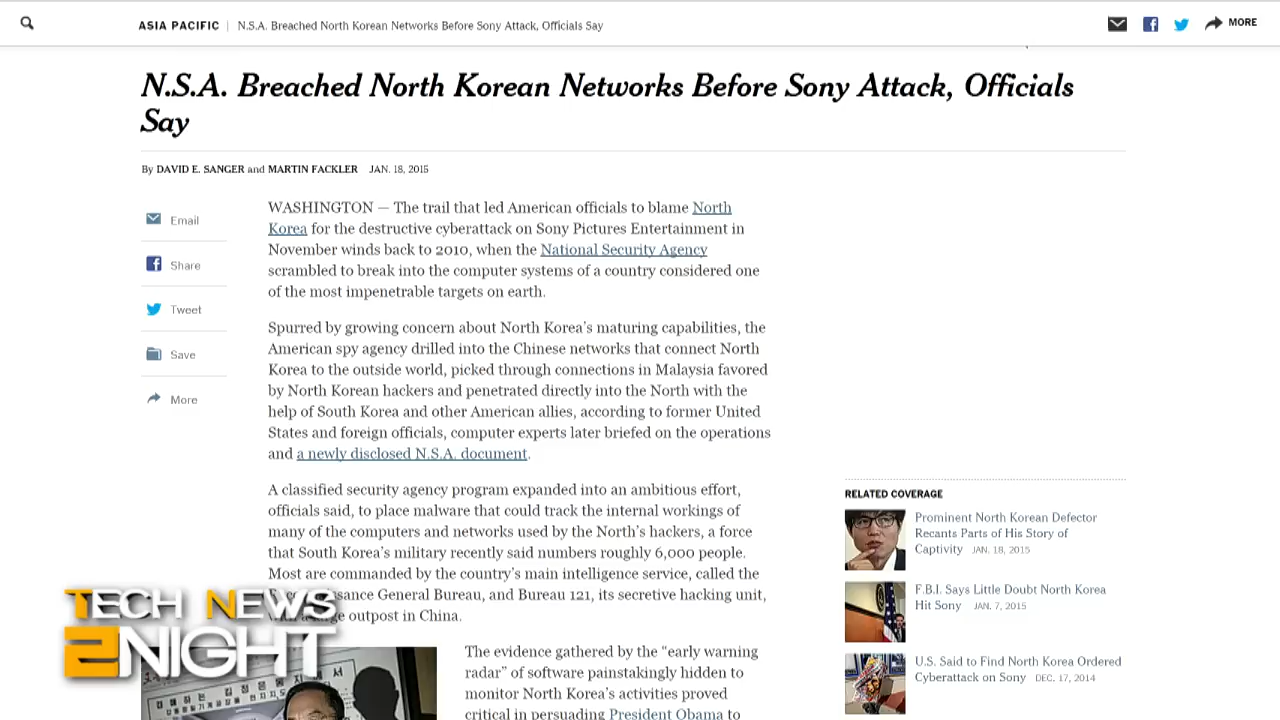 ASIA PACIFIC | N.S.A. Breached North Korean Networks Before Sony Attack, Officials Say
MORE
N.S.A. Breached North Korean Networks Before Sony Attack, Officials
Say
By DAVID E. SANGER and MARTIN FACKLER JAN. 18, 2015
Email
Share
Tweet
Save
More
WASHINGTON — The trail that led American officials to blame North
Korea for the destructive cyberattack on Sony Pictures Entertainment in
November winds back to 2010, when the National Security Agency
scrambled to break into the computer systems of a country considered one
of the most impenetrable targets on earth.
Spurred by growing concern about North Korea's maturing capabilities, the
American spy agency drilled into the Chinese networks that connect North
Korea to the outside world, picked through connections in Malaysia favored
by North Korean hackers and penetrated directly into the North with the
help of South Korea and other American allies, according to former United
States and foreign officials, computer experts later briefed on the operations
and a newly disclosed N.S.A. document.
A classified security agency program expanded into an ambitious effort,
officials said, to place malware that could track the internal workings of
many of the computers and networks used by the North's hackers, a force
that South Korea's military recently said numbers roughly 6,000 people.
Most are commanded by the country's main intelligence service, called the
General Bureau, and Bureau 121, its secretive hacking unit,
outpost in China.
The evidence gathered by the “early warning
radar” of software painstakingly hidden to
monitor North Korea's activities proved
critical in persuading President Obama to
RELATED COVERAGE
Prominent North Korean Defector
Recants Parts of His Story of
Captivity JAN. 18, 2015
F.B.I. Says Little Doubt North Korea
Hit Sony JAN. 7, 2015
U.S. Said to Find North Korea Ordered
Cyberattack on Sony DEC. 17, 2014
TECH NEWS
2NIGHT